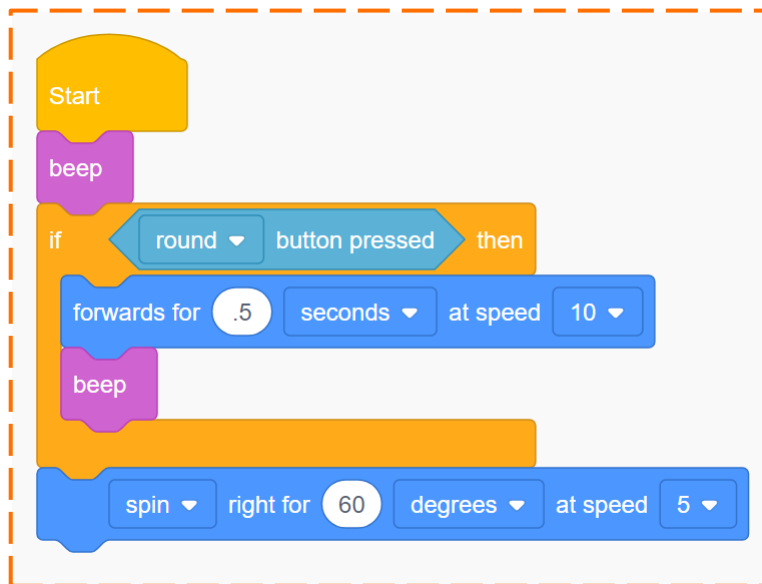 Start
beep
if round button pressed then
forwards for .5 seconds at speed 10
beep
spin right for 60 degrees at speed 5